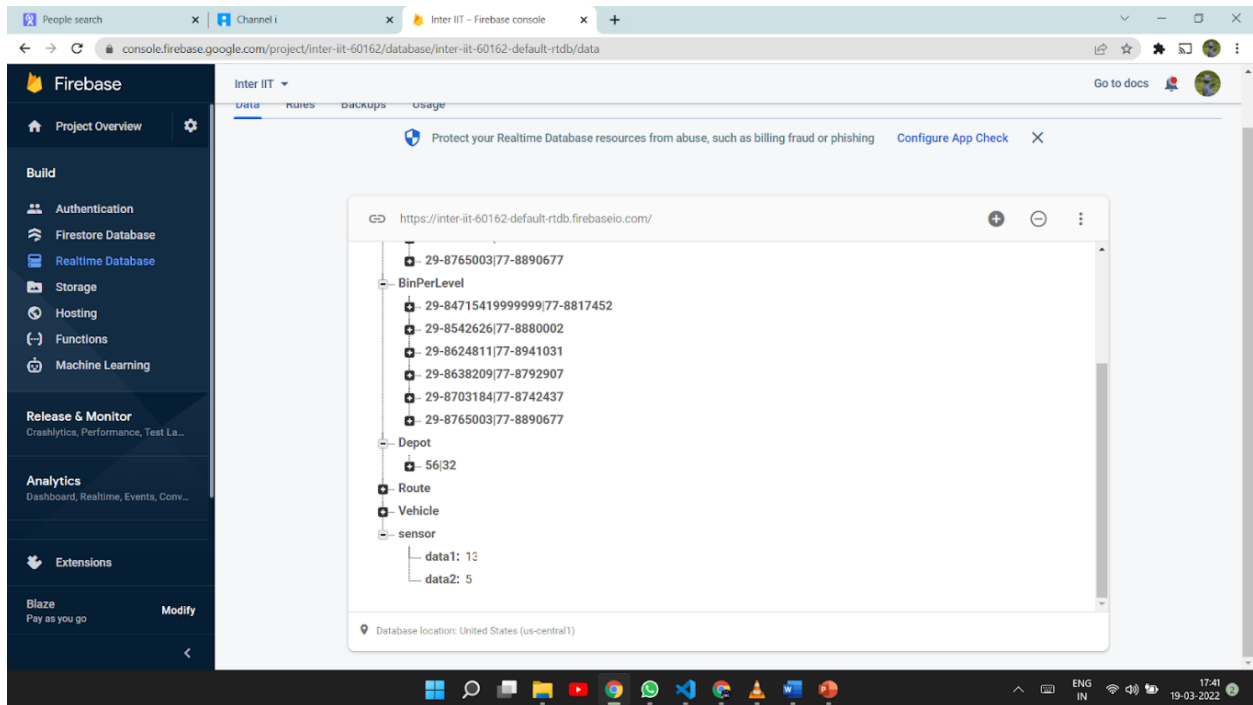 People search
Channel i
Inter IIT – Firebase console
console.firebase.google.com/project/inter-iit-60162/database/inter-iit-60162-default-rtdb/data
Firebase
Inter IIT
Go to docs
Data Rules Backups Usage
Project Overview
Protect your Realtime Database resources from abuse, such as billing fraud or phishing Configure App Check
Build
Authentication
Firestore Database
Realtime Database
Storage
Hosting
Functions
Machine Learning
Release & Monitor
Crashlytics, Performance, Test La...
Analytics
Dashboard, Realtime, Events, Conv...
Extensions
Blaze
Pay as you go
Modify
https://inter-iit-60162-default-rtdb.firebaseio.com/
29-8765003|77-8890677
BinPerLevel
29-84715419999999|77-8817452
29-8542626|77-8880002
29-8624811|77-8941031
29-8638209|77-8792907
29-8703184|77-8742437
29-8765003|77-8890677
Depot
56|32
Route
Vehicle
sensor
data1: 13
data2: 5
Database location: United States (us-central1)
ENG
IN
17:41
19-03-2022
2